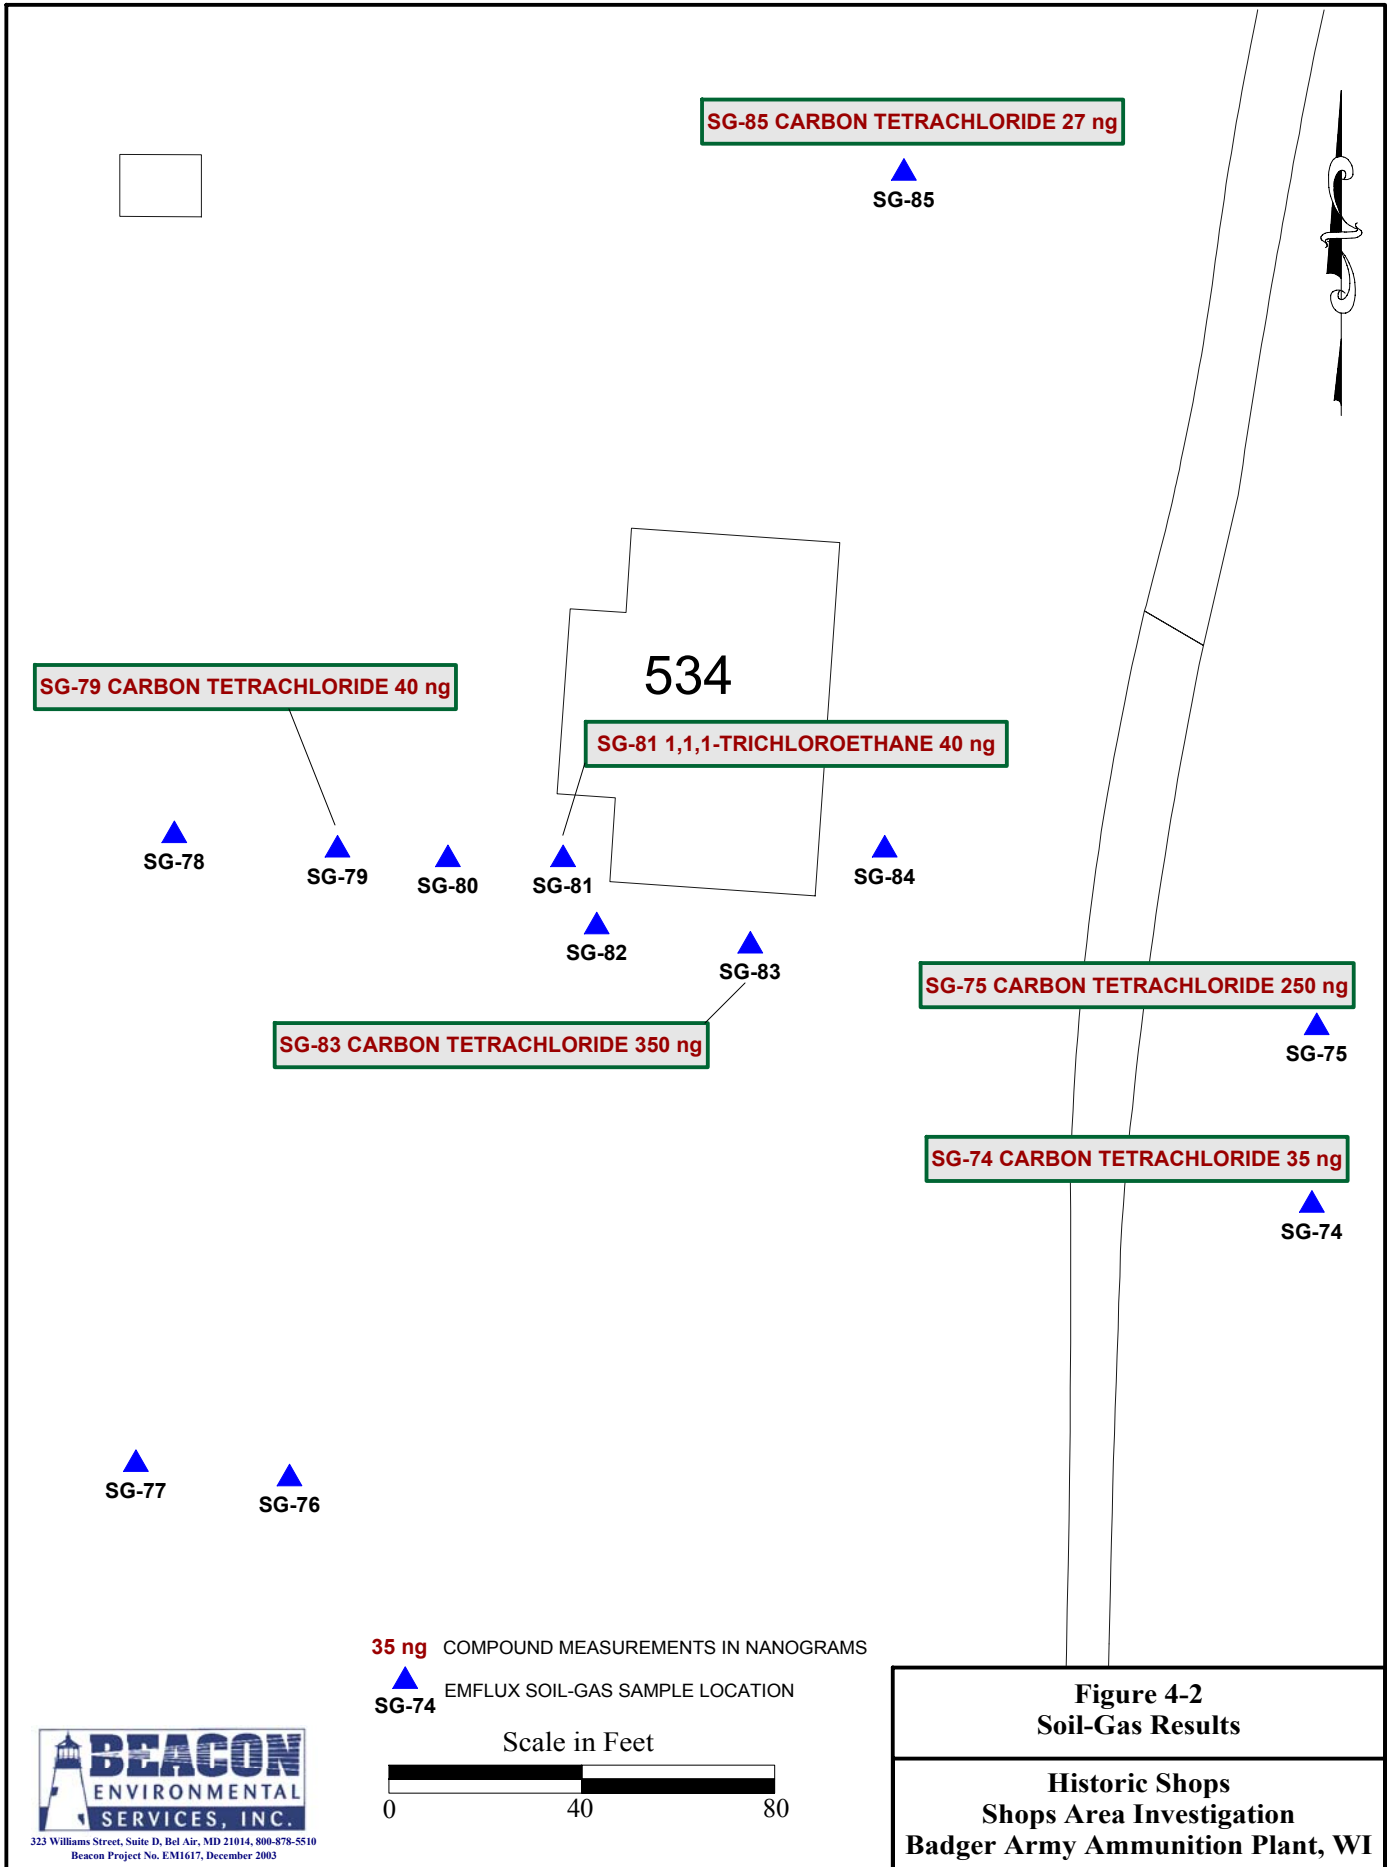 SG-85 CARBON TETRACHLORIDE 27 ng
SG-85
534
SG-79 CARBON TETRACHLORIDE 40 ng
SG-81 1,1,1-TRICHLOROETHANE 40 ng
SG-78
SG-79
SG-80
SG-81
SG-84
SG-82
SG-83
SG-75 CARBON TETRACHLORIDE 250 ng
SG-83 CARBON TETRACHLORIDE 350 ng
SG-75
SG-74 CARBON TETRACHLORIDE 35 ng
SG-74
SG-77
SG-76
35 ng COMPOUND MEASUREMENTS IN NANOGRAMS
SG-74 EMFLUX SOIL-GAS SAMPLE LOCATION
Scale in Feet
0 40 80
BEACON
ENVIRONMENTAL
SERVICES, INC.
323 Williams Street, Suite D, Bel Air, MD 21014, 800-878-5510
Beacon Project No. EM1617, December 2003
Figure 4-2
Soil-Gas Results
Historic Shops
Shops Area Investigation
Badger Army Ammunition Plant, WI